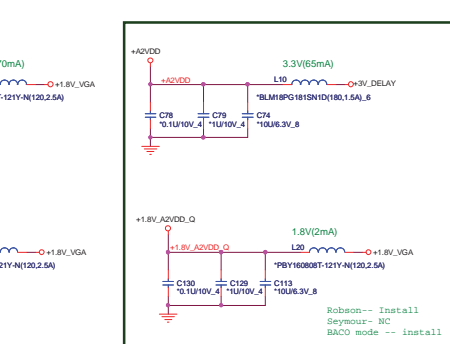 +A2VDD
70mA)
3.3V(65mA)
+A2VDD
L10
+3V_DELAY
+1.8V_VGA
T-121Y-N(120,2.5A)
*BLM18PG181SN1D(180,1.5A)_6
C78
*0.1U/10V_4
C79
*1U/10V_4
C74
*10U/6.3V_8
+1.8V_A2VDD_Q
1.8V(2mA)
+1.8V_A2VDD_Q
L20
+1.8V_VGA
+1.8V_VGA
21Y-N(120,2.5A)
*PBY160808T-121Y-N(120,2.5A)
C130
*0.1U/10V_4
C129
*1U/10V_4
C113
*10U/6.3V_8
Robson-- Install
Seymour- NC
BACO mode -- install